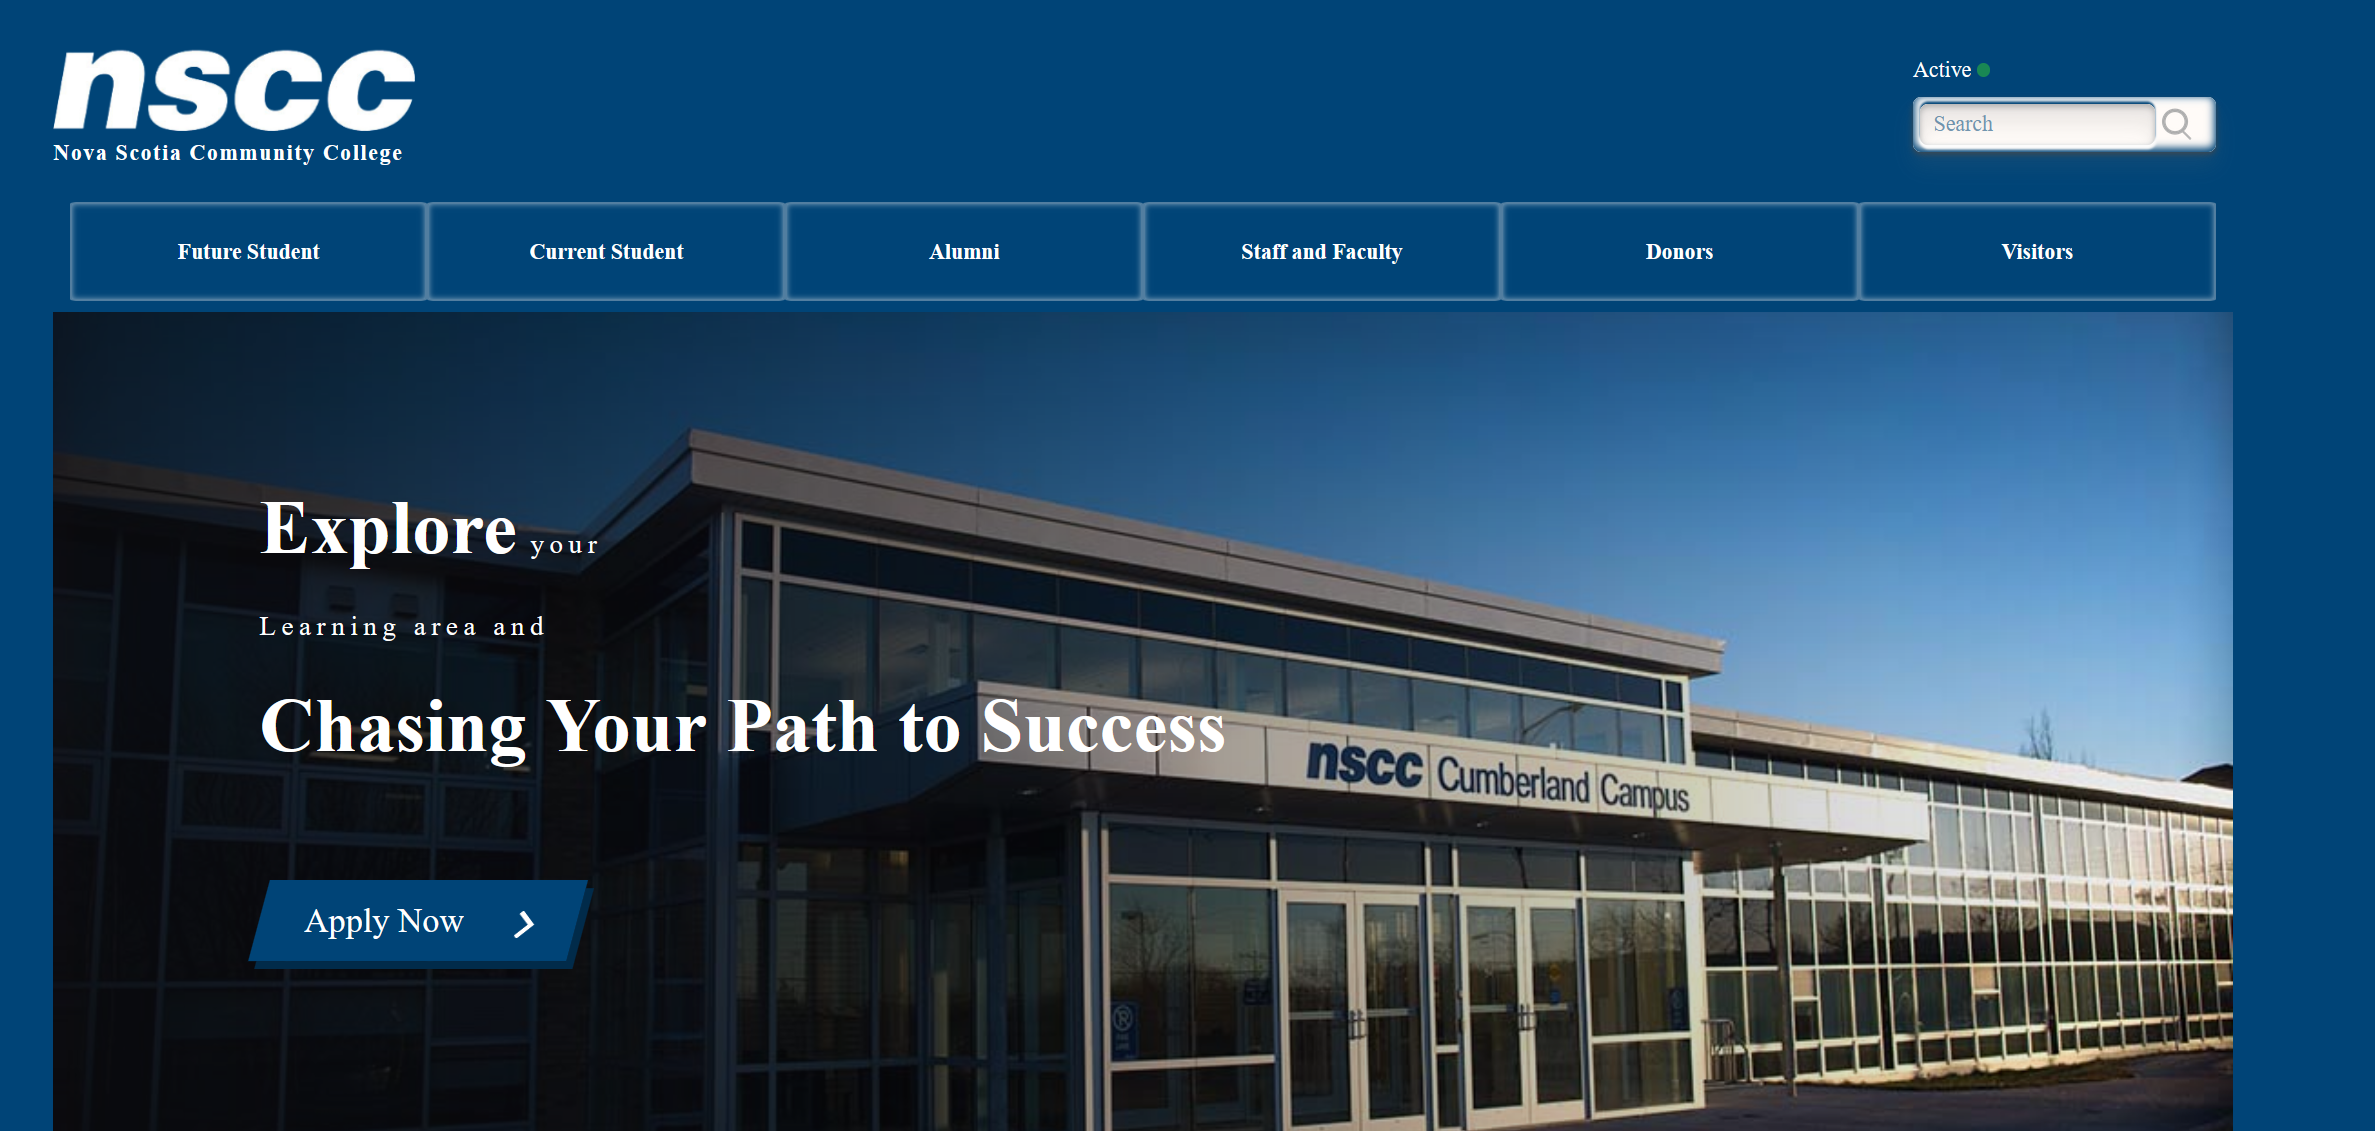 nscc
Nova Scotia Community College
Active
Search
Future Student
Current Student
Alumni
Staff and Faculty
Donors
Visitors
Explore your
Learning area and
Chasing Your Path to Success
nscc Cumberland Campus
Apply Now